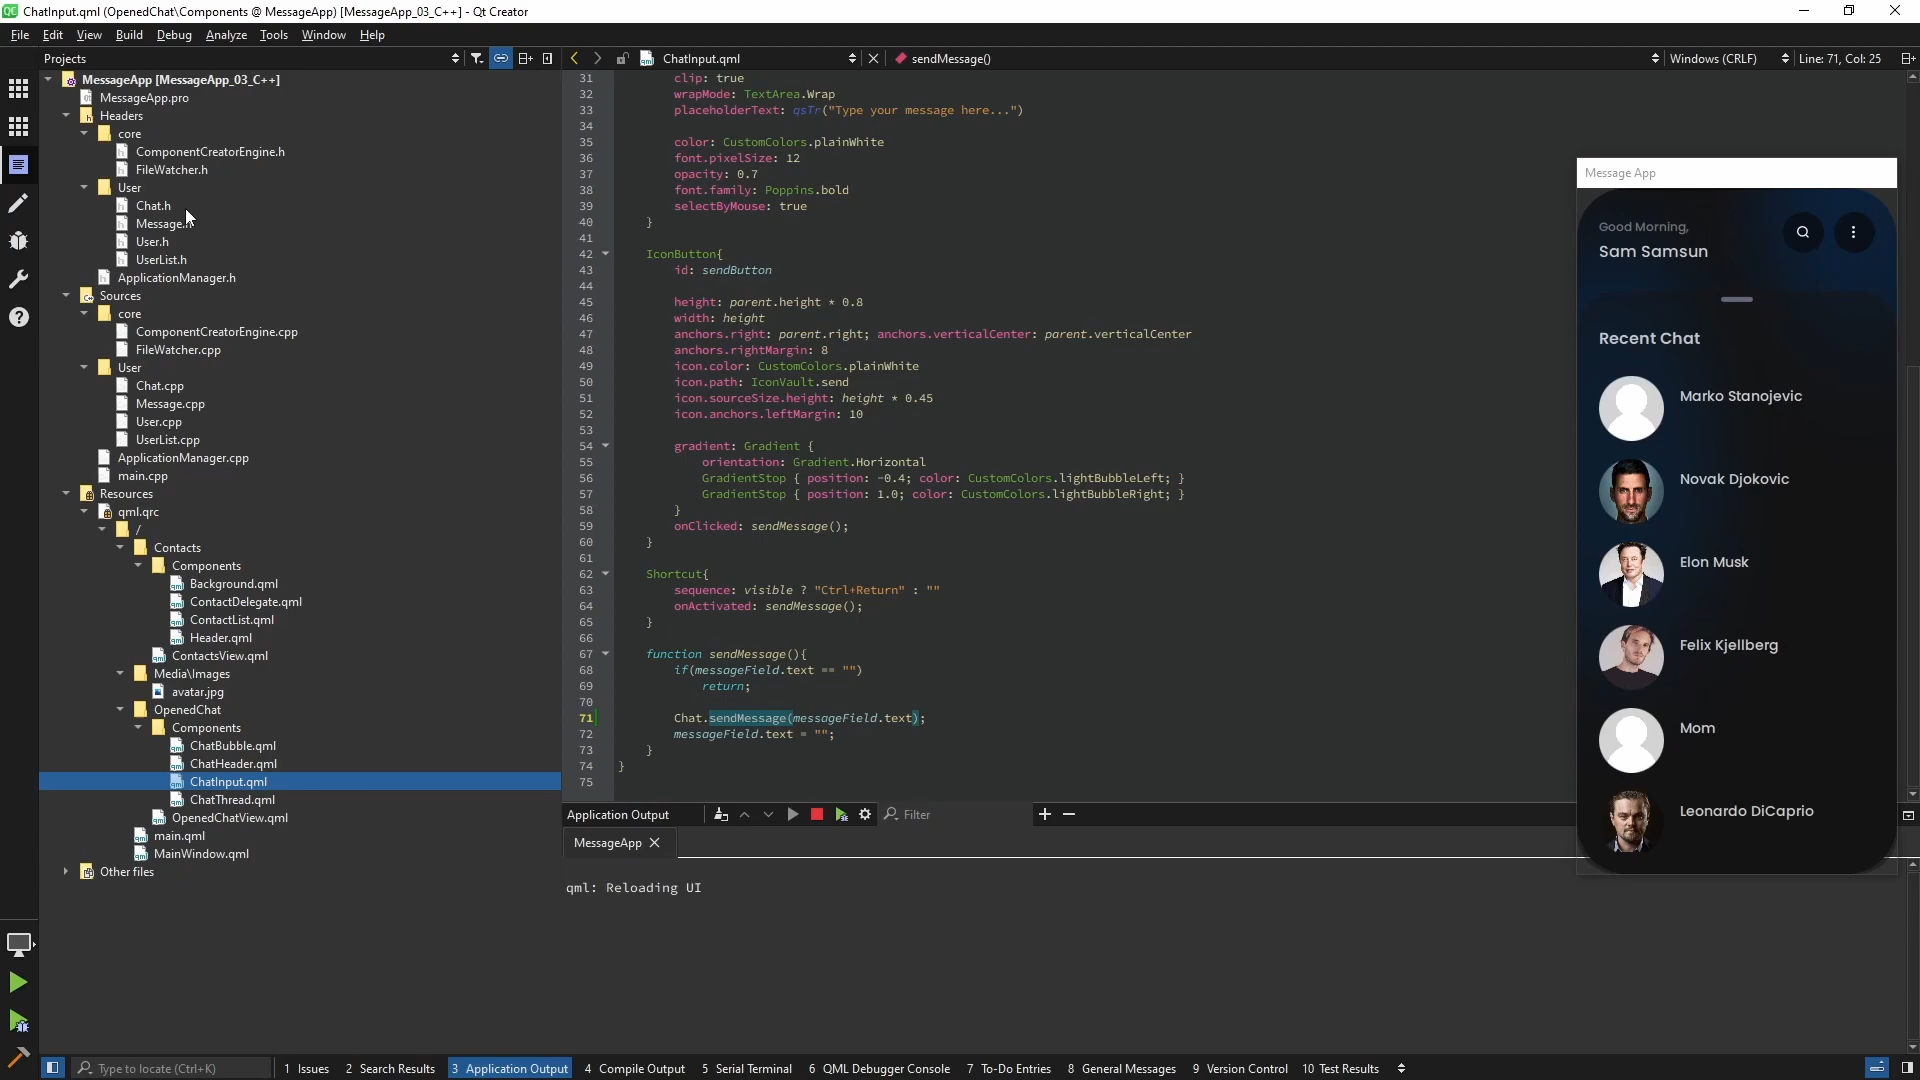 ChatInput.qml (OpenedChat\Components @ MessageApp) [MessageApp_03_C++] - Qt Creator
File Edit View Build Debug Analyze Tools Window Help
Projects
ChatInput.qml
sendMessage()
Windows (CRLF)
Line: 71, Col: 25
MessageApp [MessageApp_03_C++]
MessageApp.pro
Headers
core
ComponentCreatorEngine.h
FileWatcher.h
User
Chat.h
Message.h
User.h
UserList.h
ApplicationManager.h
Sources
core
ComponentCreatorEngine.cpp
FileWatcher.cpp
User
Chat.cpp
Message.cpp
User.cpp
UserList.cpp
ApplicationManager.cpp
main.cpp
Resources
qml.qrc
/
Contacts
Components
Background.qml
ContactDelegate.qml
ContactList.qml
Header.qml
ContactsView.qml
Media\Images
avatar.jpg
OpenedChat
Components
ChatBubble.qml
ChatHeader.qml
ChatInput.qml
ChatThread.qml
OpenedChatView.qml
main.qml
MainWindow.qml
Other files
31 clip: true
32 wrapMode: TextArea.Wrap
33 placeholderText: qsTr("Type your message here...")
34
35 color: CustomColors.plainWhite
36 font.pixelSize: 12
37 opacity: 0.7
38 font.family: Poppins.bold
39 selectByMouse: true
40 }
41
42 IconButton{
43 id: sendButton
44
45 height: parent.height * 0.8
46 width: height
47 anchors.right: parent.right; anchors.verticalCenter: parent.verticalCenter
48 anchors.rightMargin: 8
49 icon.color: CustomColors.plainWhite
50 icon.path: IconVault.send
51 icon.sourceSize.height: height * 0.45
52 icon.anchors.leftMargin: 10
53
54 gradient: Gradient {
55 orientation: Gradient.Horizontal
56 GradientStop { position: -0.4; color: CustomColors.lightBubbleLeft; }
57 GradientStop { position: 1.0; color: CustomColors.lightBubbleRight; }
58 }
59 onClicked: sendMessage();
60 }
61
62 Shortcut{
63 sequence: visible ? "Ctrl+Return" : ""
64 onActivated: sendMessage();
65 }
66
67 function sendMessage(){
68 if(messageField.text == "")
69 return;
70
71 Chat.sendMessage(messageField.text);
72 messageField.text = "";
73 }
74 }
75
Message App
Good Morning,
Sam Samsun
Recent Chat
Marko Stanojevic
Novak Djokovic
Elon Musk
Felix Kjellberg
Mom
Leonardo DiCaprio
Application Output
Filter
MessageApp
qml: Reloading UI
Type to locate (Ctrl+K)
1 Issues 2 Search Results 3 Application Output 4 Compile Output 5 Serial Terminal 6 QML Debugger Console 7 To-Do Entries 8 General Messages 9 Version Control 10 Test Results